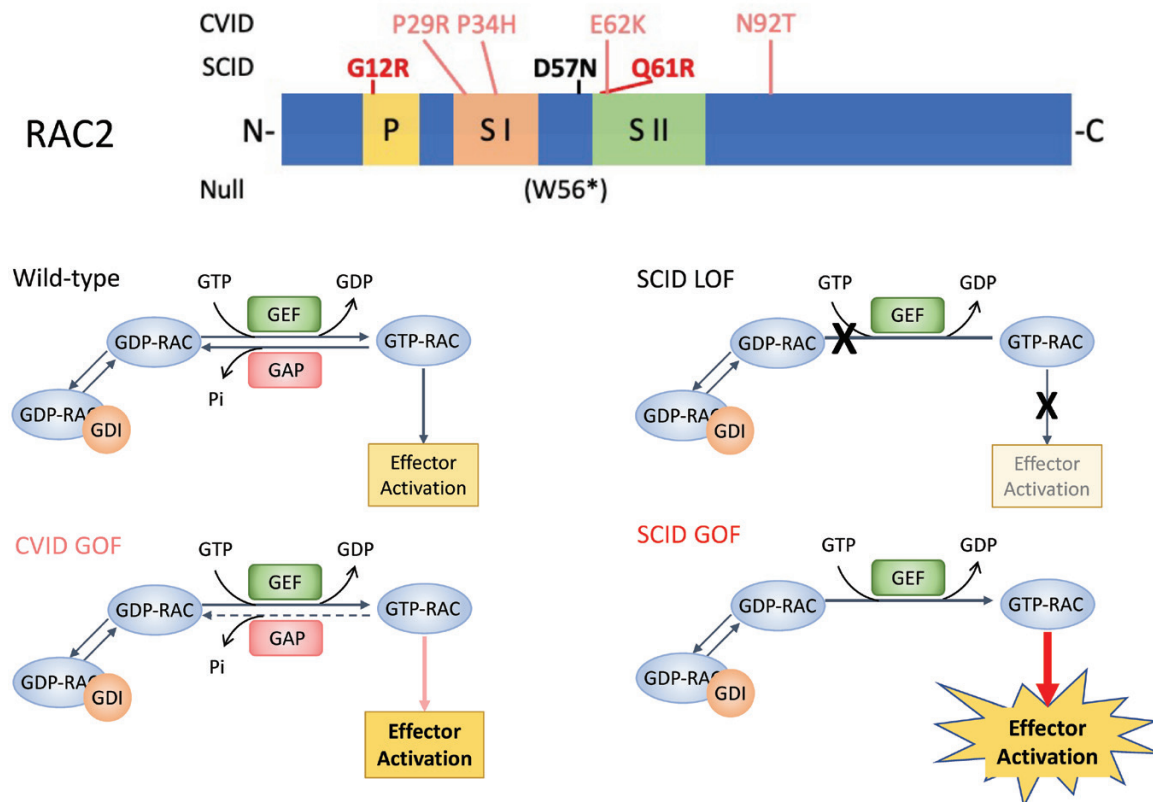 CVID
P29R P34H
E62K
N92T
SCID
G12R
D57N
Q61R
RAC2
N-
P
S I
S II
-C
Null
(W56*)
Wild-type
GTP
GDP
GEF
GDP-RAC
GTP-RAC
GAP
Pi
GDP-RAC
GDI
Effector
Activation
SCID LOF
GTP
GDP
GEF
X
GDP-RAC
GTP-RAC
GDP-RAC
GDI
X
Effector
Activation
CVID GOF
GTP
GDP
GEF
GDP-RAC
GTP-RAC
GAP
Pi
GDP-RAC
GDI
Effector
Activation
SCID GOF
GTP
GDP
GEF
GDP-RAC
GTP-RAC
GDP-RAC
GDI
Effector
Activation